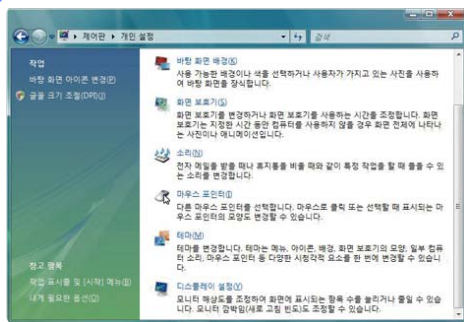 제어판 ▸ 개인 설정
검색
작업
바탕 화면 아이콘 변경(P)
글꼴 크기 조절(DPI)(J)
참고 항목
작업 표시줄 및 [시작] 메뉴(B)
내게 필요한 옵션(Q)
바탕 화면 배경(K)
사용 가능한 배경이나 색을 선택하거나 사용자가 가지고 있는 사진을 사용하
여 바탕 화면을 장식합니다.
화면 보호기(S)
화면 보호기를 변경하거나 화면 보호기를 사용하는 시간을 조정합니다. 화면
보호기는 지정한 시간 동안 컴퓨터를 사용하지 않을 경우 화면 전체에 나타나
는 사진이나 애니메이션입니다.
소리(N)
전자 메일을 받을 때나 휴지통을 비울 때와 같이 특정 작업을 할 때 들을 수 있
는 소리를 변경합니다.
마우스 포인터(I)
다른 마우스 포인터를 선택합니다. 마우스로 클릭 또는 선택할 때 표시되는 마
우스 포인터의 모양도 변경할 수 있습니다.
테마(M)
테마를 변경합니다. 테마는 메뉴, 아이콘, 배경, 화면 보호기의 모양, 일부 컴퓨
터 소리, 마우스 포인터 등 다양한 시청각적 요소를 한 번에 변경할 수 있습니
다.
디스플레이 설정(Y)
모니터 해상도를 조정하여 화면에 표시되는 항목 수를 늘리거나 줄일 수 있습
니다. 모니터 깜박임(새로 고침 빈도)도 조정할 수 있습니다.